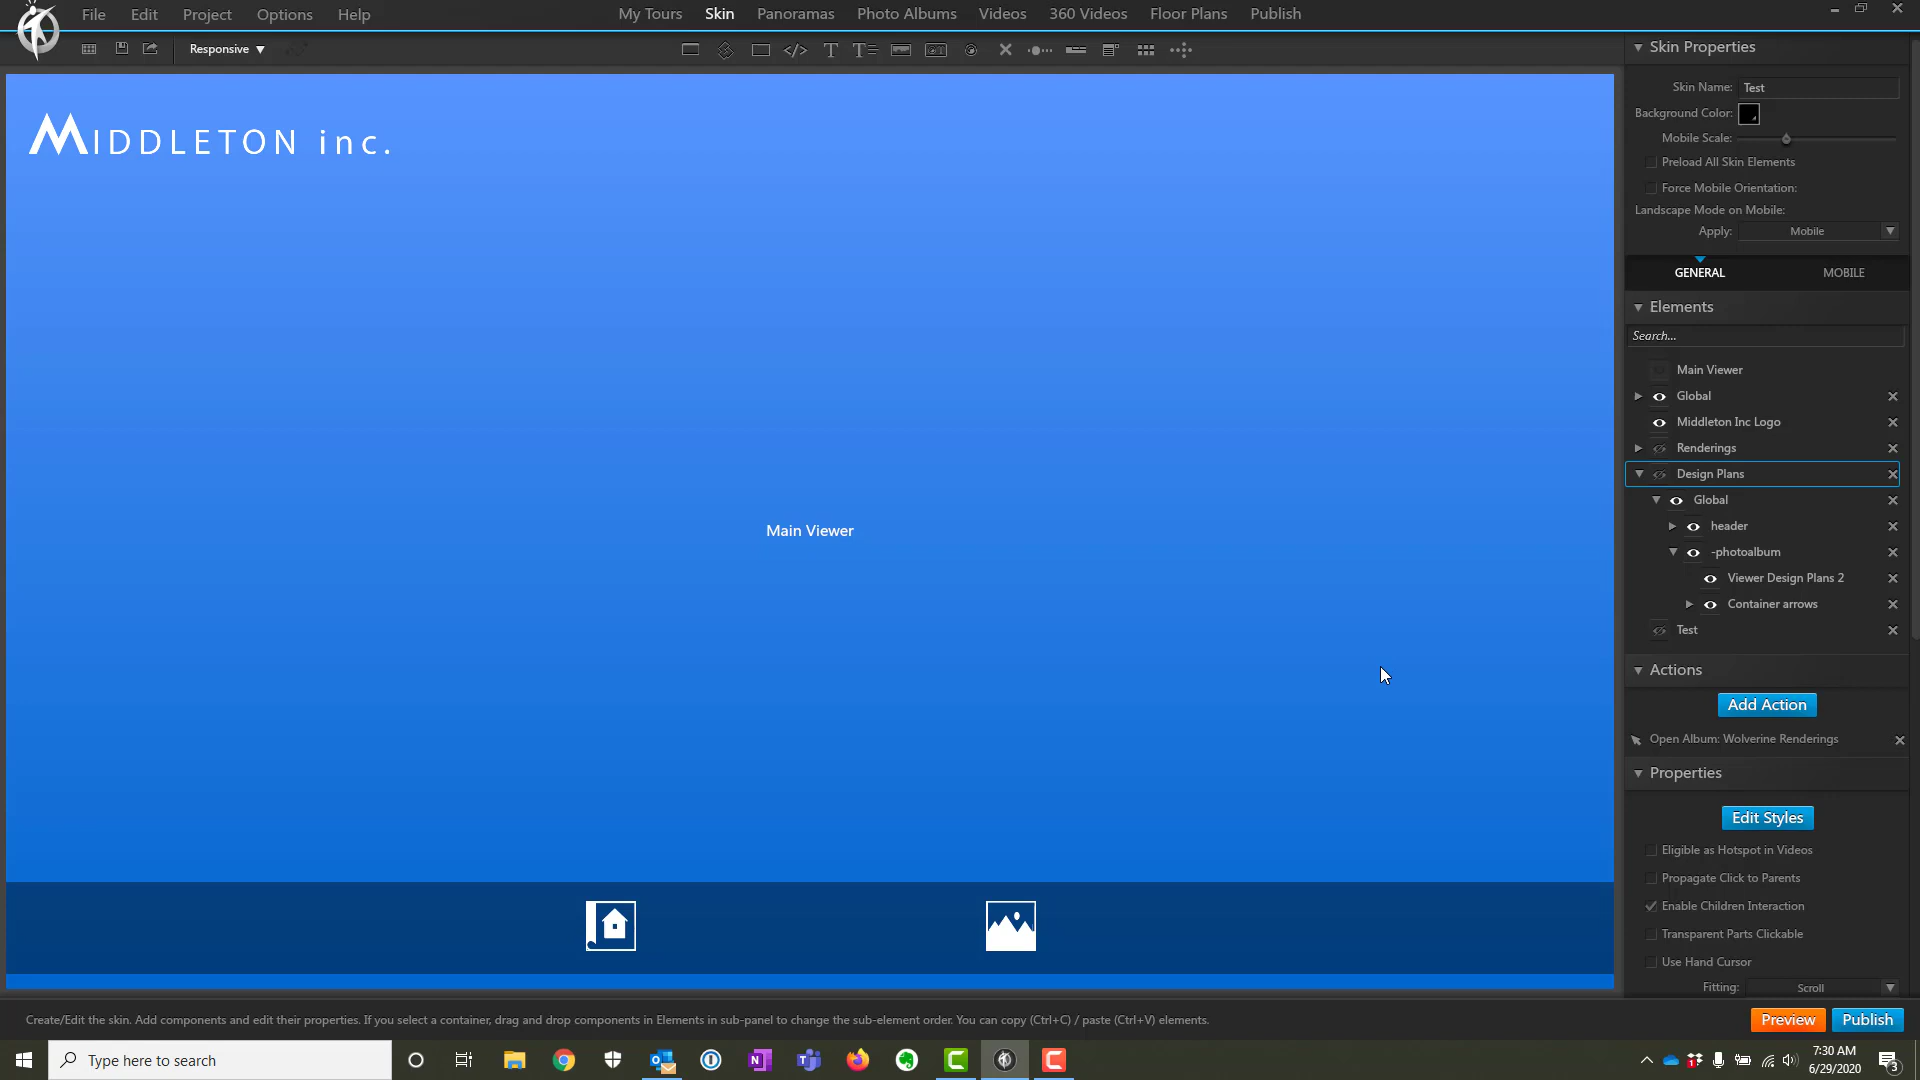 File Edit Project Options Help My Tours Skin Panoramas Photo Albums Videos 360 Videos Floor Plans Publish
Responsive
Skin Properties
Skin Name: Test
Background Color:
Mobile Scale:
Preload All Skin Elements
Force Mobile Orientation:
Landscape Mode on Mobile:
Apply: Mobile
GENERAL MOBILE
Elements
Search...
Main Viewer
Global
Middleton Inc Logo
Renderings
Design Plans
Global
header
-photoalbum
Viewer Design Plans 2
Container arrows
Test
Actions
Add Action
Open Album: Wolverine Renderings
Properties
Edit Styles
Eligible as Hotspot in Videos
Propagate Click to Parents
Enable Children Interaction
Transparent Parts Clickable
Use Hand Cursor
Fitting: Scroll
MIDDLETON inc.
Main Viewer
Create/Edit the skin. Add components and edit their properties. If you select a container, drag and drop components in Elements in sub-panel to change the sub-element order. You can copy (Ctrl+C) / paste (Ctrl+V) elements.
Preview Publish
Type here to search
7:30 AM
6/29/2020
3